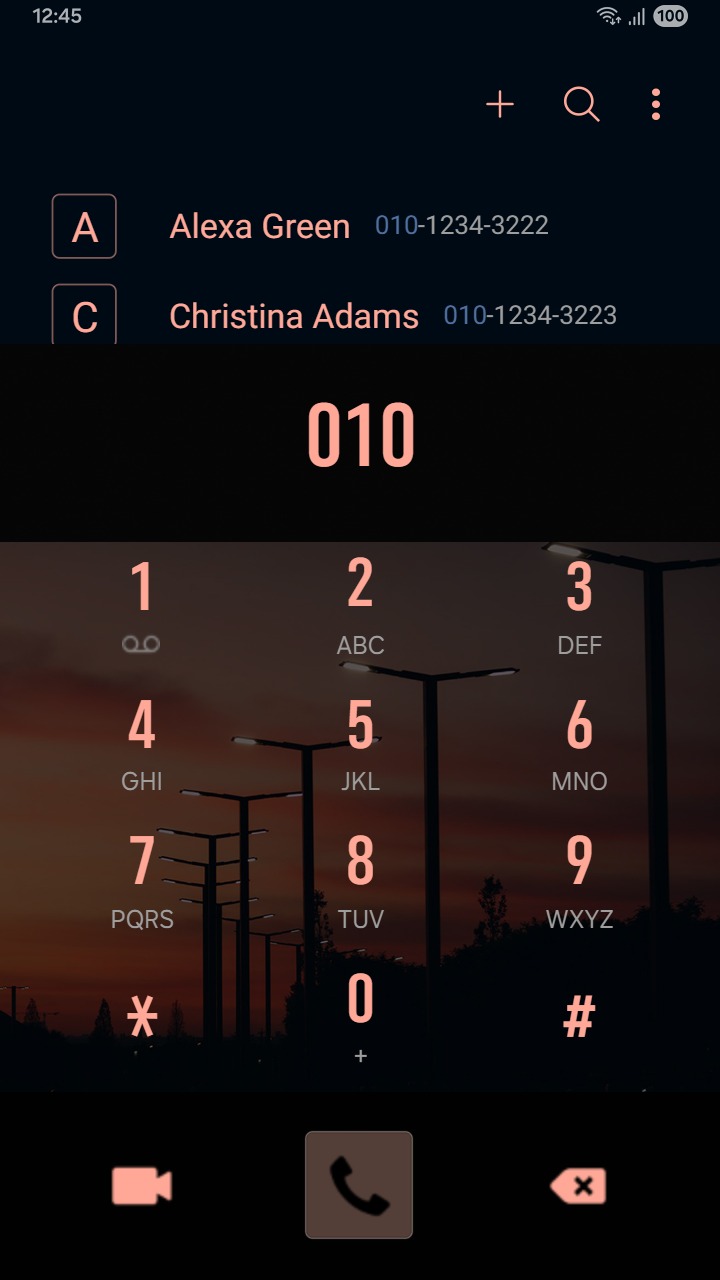 12:45 100
A Alexa Green 010-1234-3222
C Christina Adams 010-1234-3223
010
1 2 3
ABC DEF
4 5 6
GHI JKL MNO
7 8 9
PQRS TUV WXYZ
* 0 #
+